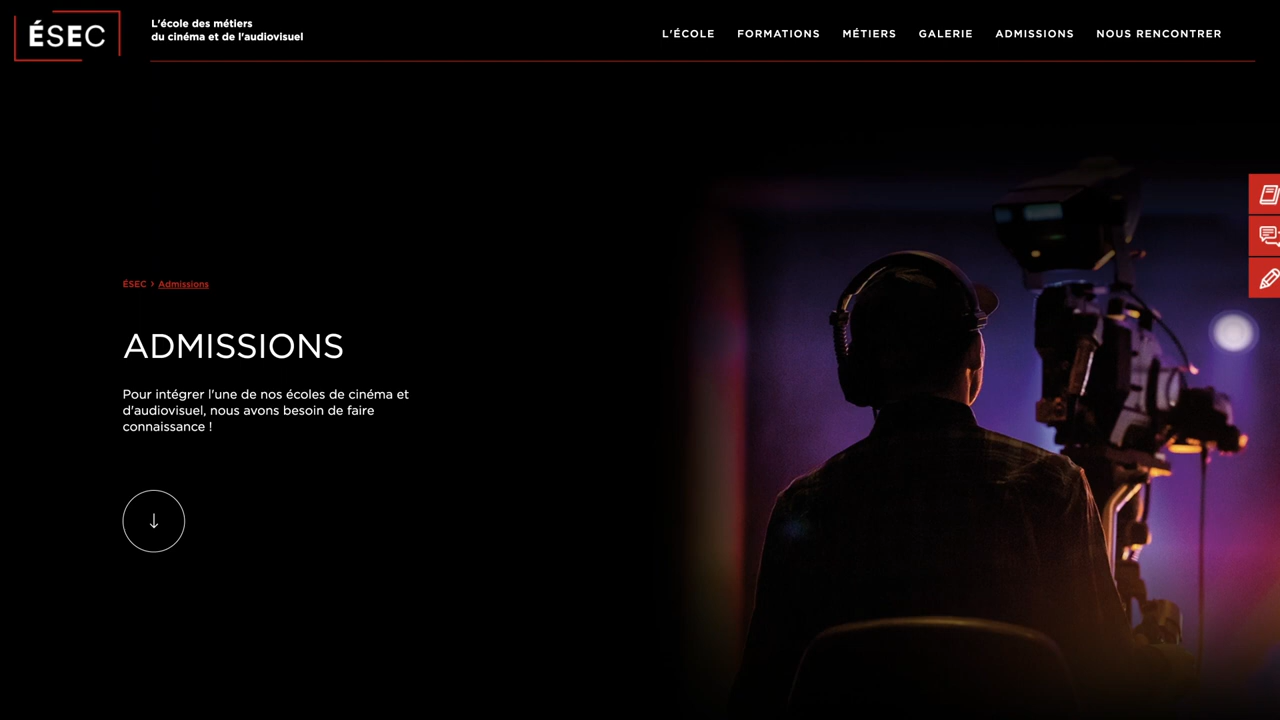 ÉSEC
L'école des métiers
du cinéma et de l'audiovisuel
L'ÉCOLE FORMATIONS MÉTIERS GALERIE ADMISSIONS NOUS RENCONTRER
ÉSEC › Admissions
ADMISSIONS
Pour intégrer l'une de nos écoles de cinéma et
d'audiovisuel, nous avons besoin de faire
connaissance !